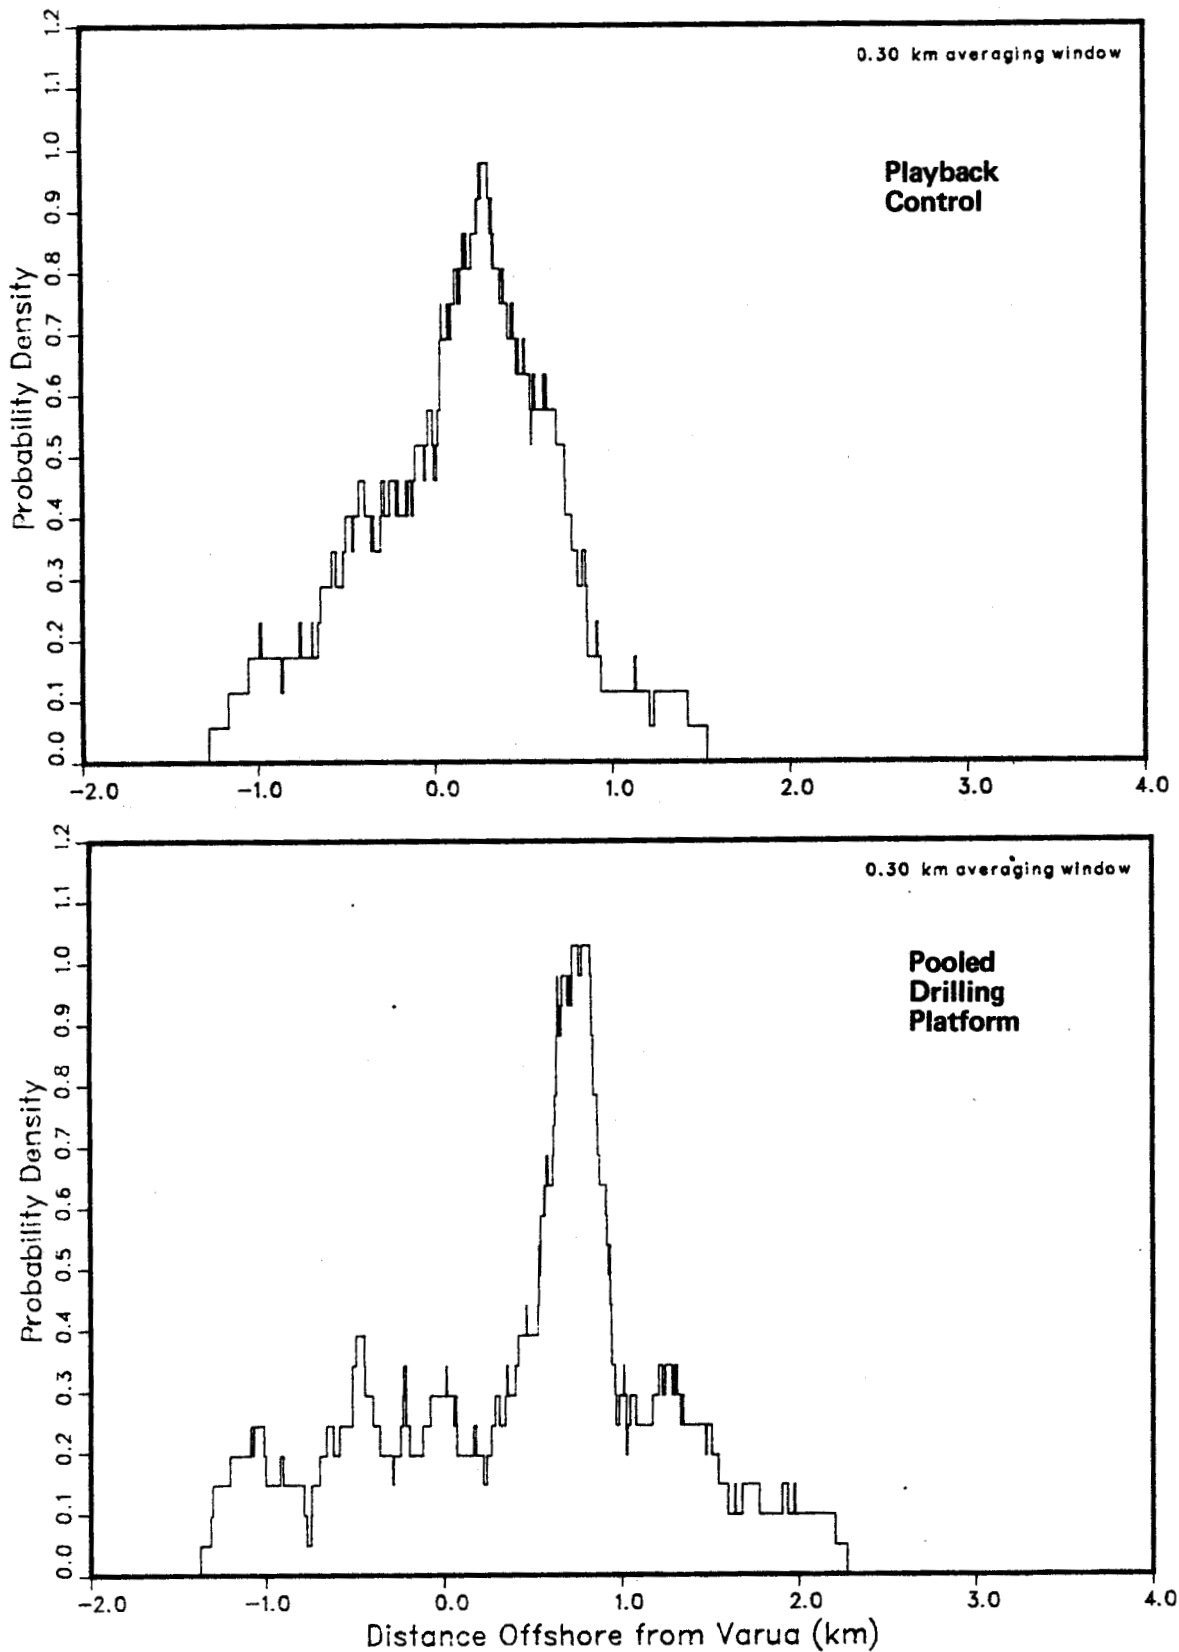 0.30 km averaging window
Playback
Control
Probability Density
1.2
1.1
1.0
0.9
0.8
0.7
0.6
0.5
0.4
0.3
0.2
0.1
0.0
-2.0 -1.0 0.0 1.0 2.0 3.0 4.0
0.30 km averaging window
Pooled
Drilling
Platform
Probability Density
1.2
1.1
1.0
0.9
0.8
0.7
0.6
0.5
0.4
0.3
0.2
0.1
0.0
-2.0 -1.0 0.0 1.0 2.0 3.0 4.0
Distance Offshore from Varua (km)